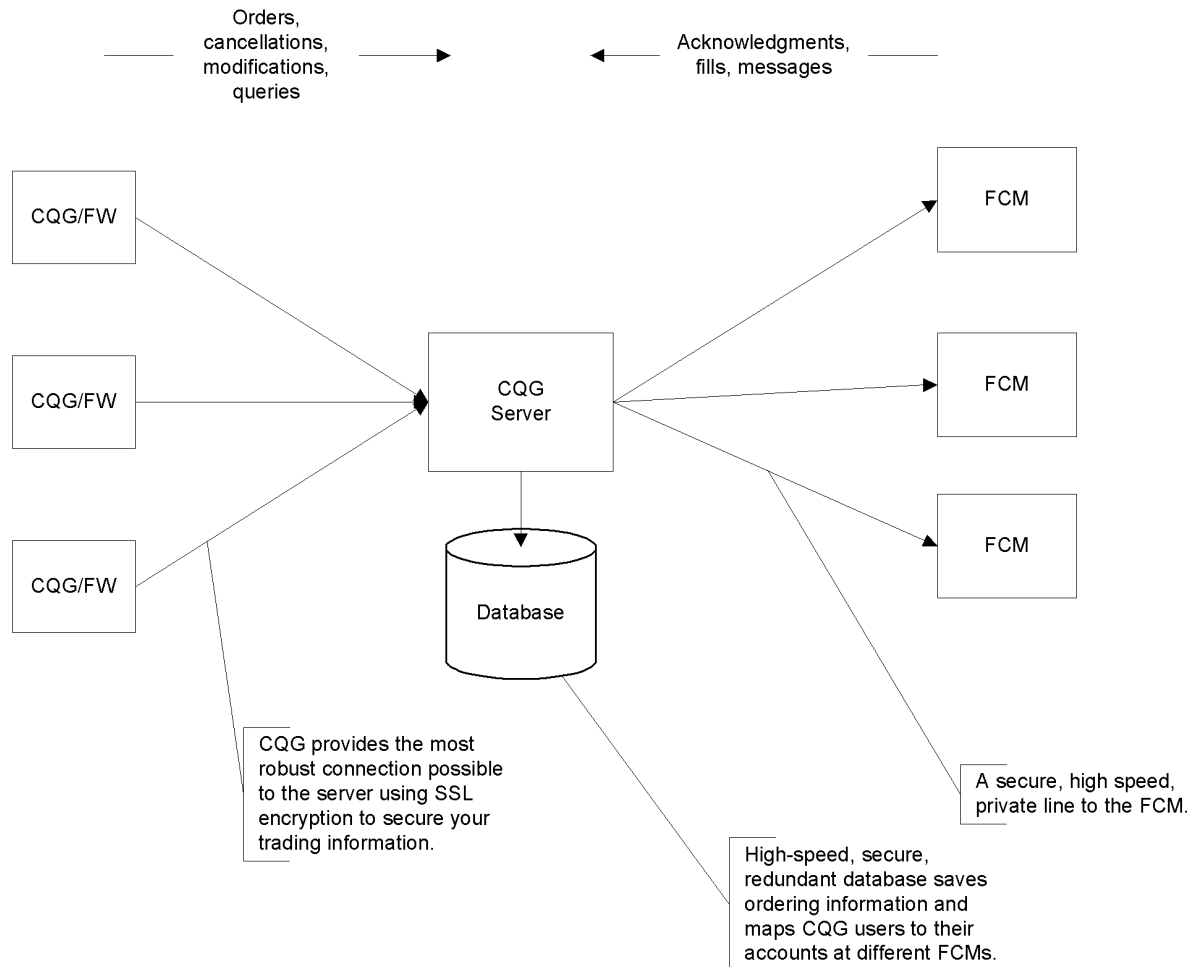 Orders,
cancellations,
modifications,
queries
Acknowledgments,
fills, messages
CQG/FW
CQG/FW
CQG/FW
CQG
Server
Database
FCM
FCM
FCM
CQG provides the most
robust connection possible
to the server using SSL
encryption to secure your
trading information.
A secure, high speed,
private line to the FCM.
High-speed, secure,
redundant database saves
ordering information and
maps CQG users to their
accounts at different FCMs.